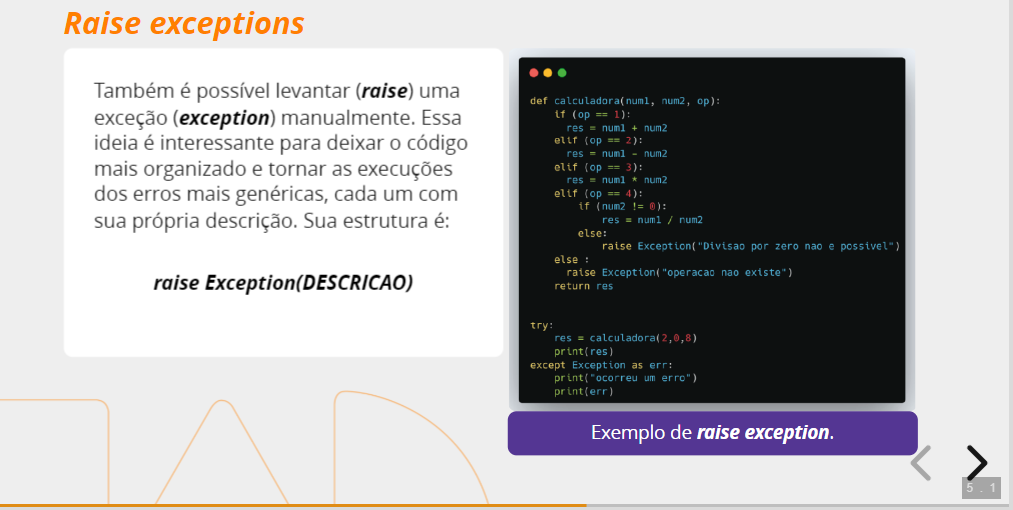 Raise exceptions
Também é possível levantar (raise) uma
exceção (exception) manualmente. Essa
ideia é interessante para deixar o código
mais organizado e tornar as execuções
dos erros mais genéricas, cada um com
sua própria descrição. Sua estrutura é:
raise Exception(DESCRICAO)
def calculadora(num1, num2, op):
    if (op == 1):
      res = num1 + num2
    elif (op == 2):
      res = num1 - num2
    elif (op == 3):
      res = num1 * num2
    elif (op == 4):
        if (num2 != 0):
            res = num1 / num2
        else:
            raise Exception("Divisao por zero nao e possivel")
    else :
      raise Exception("operacao nao existe")
    return res
try:
    res = calculadora(2,0,8)
    print(res)
except Exception as err:
    print("ocorreu um erro")
    print(err)
Exemplo de raise exception.
5 . 1